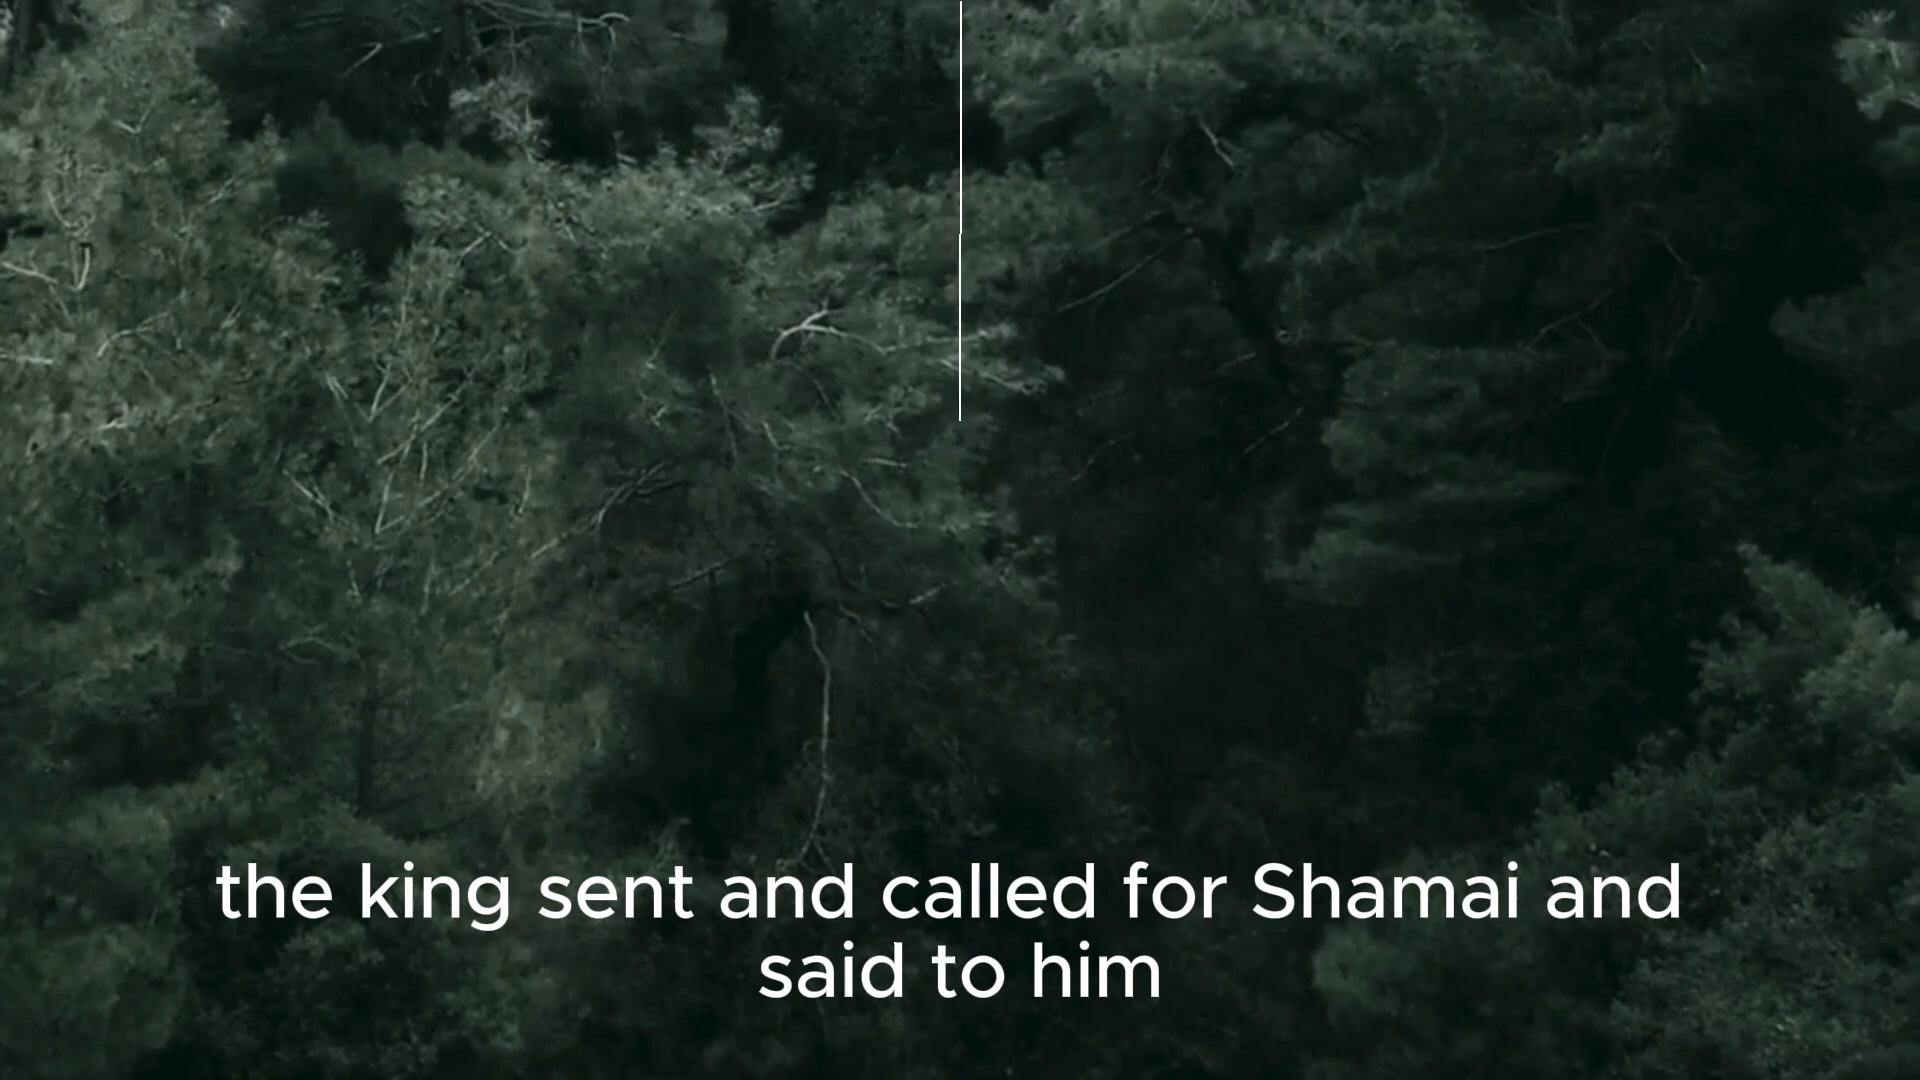 the king sent and called for Shamai and
said to him